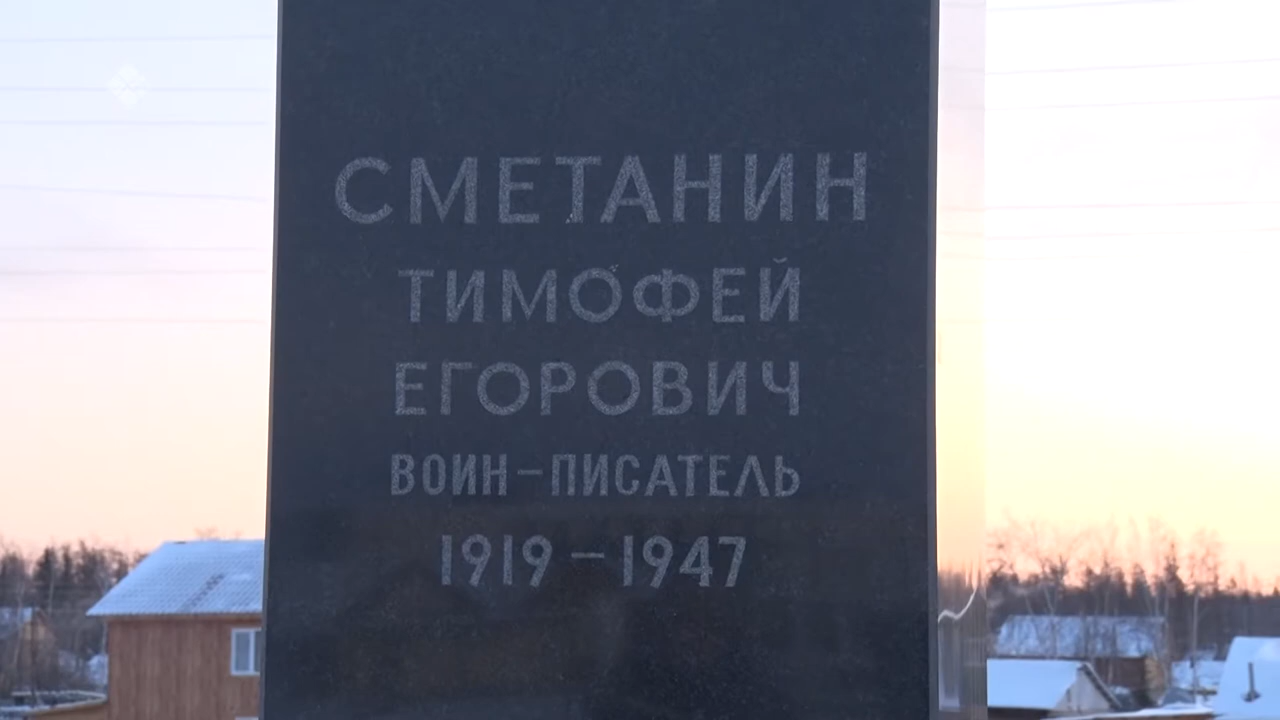 СМЕТАНИН
ТИМОФЕЙ
ЕГОРОВИЧ
ВОИН – ПИСАТЕЛЬ
1919 – 1947